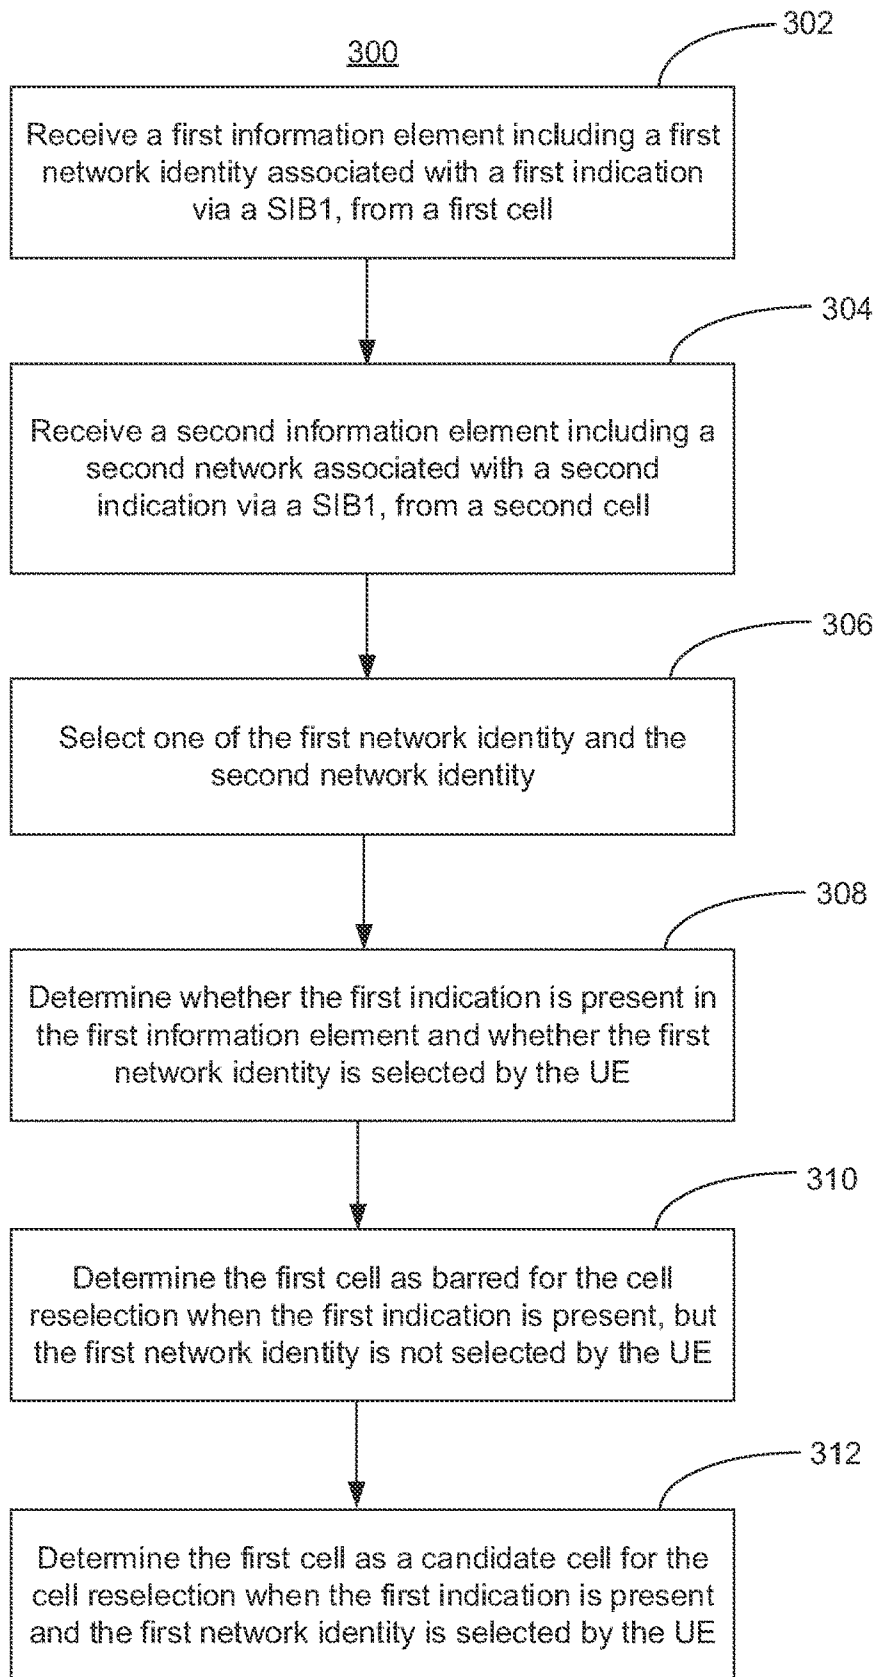 302
300
Receive a first information element including a first
network identity associated with a first indication
via a SIB1, from a first cell
304
Receive a second information element including a
second network associated with a second
indication via a SIB1, from a second cell
306
Select one of the first network identity and the
second network identity
308
Determine whether the first indication is present in
the first information element and whether the first
network identity is selected by the UE
310
Determine the first cell as barred for the cell
reselection when the first indication is present, but
the first network identity is not selected by the UE
312
Determine the first cell as a candidate cell for the
cell reselection when the first indication is present
and the first network identity is selected by the UE